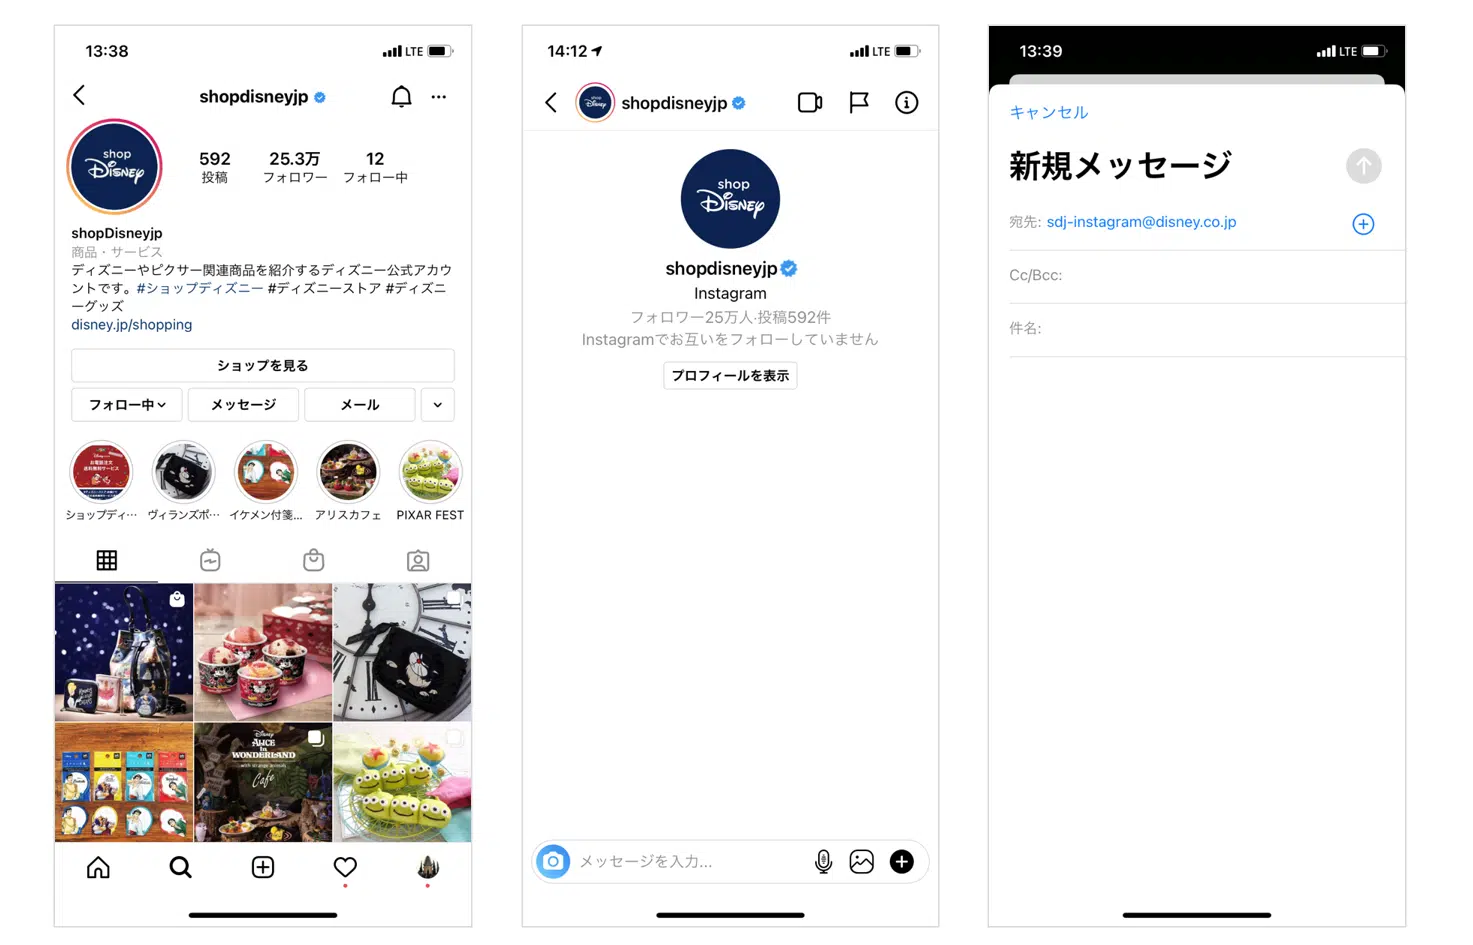 13:38
LTE
shopdisneyjp
shop
Disney
592
25.3万
12
投稿
フォロワー
フォロー中
shopDisneyjp
商品・サービス
ディズニーやピクサー関連商品を紹介するディズニー公式アカウ
ントです。#ショップディズニー #ディズニーストア #ディズニ
ーグッズ
disney.jp/shopping
ショップを見る
フォロー中
メッセージ
メール
ショップディ…
ヴィランズポ…
イケメン付箋…
アリスカフェ
PIXAR FEST
Disney
ALICE
in
WONDERLAND
Cafe
14:12
LTE
shop
Disney
shopdisneyjp
shop
Disney
shopdisneyjp
Instagram
フォロワー25万人·投稿592件
Instagramでお互いをフォローしていません
プロフィールを表示
メッセージを入力...
13:39
LTE
キャンセル
新規メッセージ
宛先: sdj-instagram@disney.co.jp
Cc/Bcc:
件名: